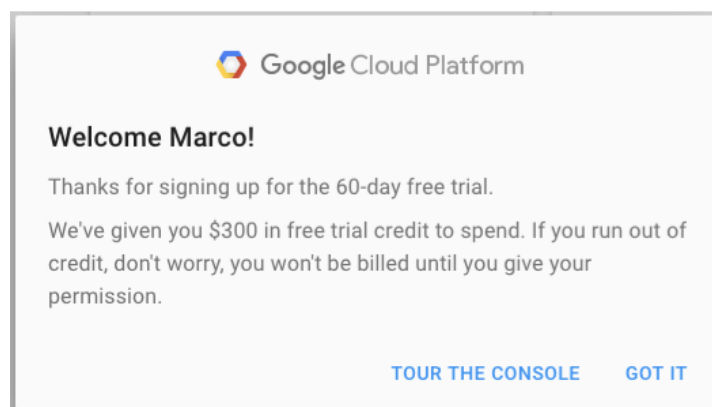 Google Cloud Platform
Welcome Marco!
Thanks for signing up for the 60-day free trial.
We've given you $300 in free trial credit to spend. If you run out of
credit, don't worry, you won't be billed until you give your
permission.
TOUR THE CONSOLE GOT IT